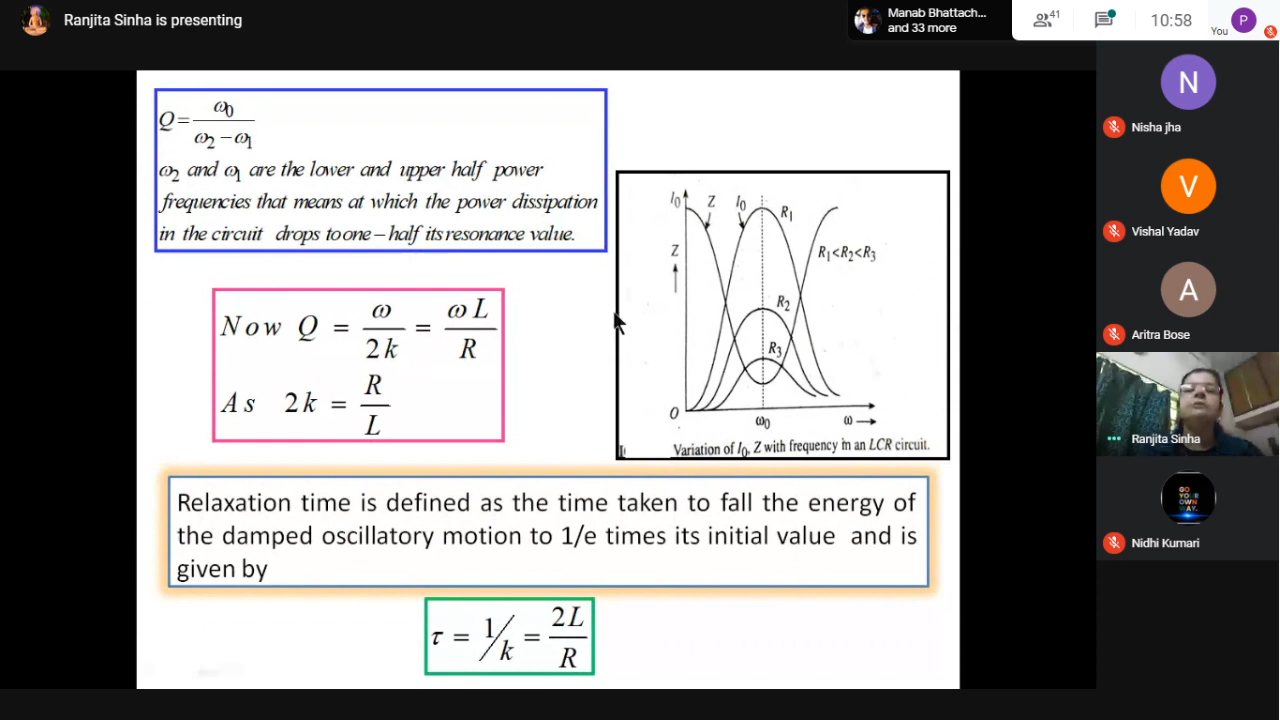 Ranjita Sinha is presenting
Manab Bhattach...
and 33 more
41
10:58
You
P
Q = ω0 / (ω2 − ω1)
ω2 and ω1 are the lower and upper half power
frequencies that means at which the power dissipation
in the circuit drops to one − half its resonance value.
Now Q = ω / 2k = ωL / R
As 2k = R / L
I0 Z I0 R1
Z
R1<R2<R3
R2
R3
O
ω0 ω
Variation of I0, Z with frequency in an LCR circuit.
Relaxation time is defined as the time taken to fall the energy of
the damped oscillatory motion to 1/e times its initial value and is
given by
τ = 1/k = 2L / R
N
Nisha jha
V
Vishal Yadav
A
Aritra Bose
Ranjita Sinha
GO
YOUR
OWN
WAY.
Nidhi Kumari